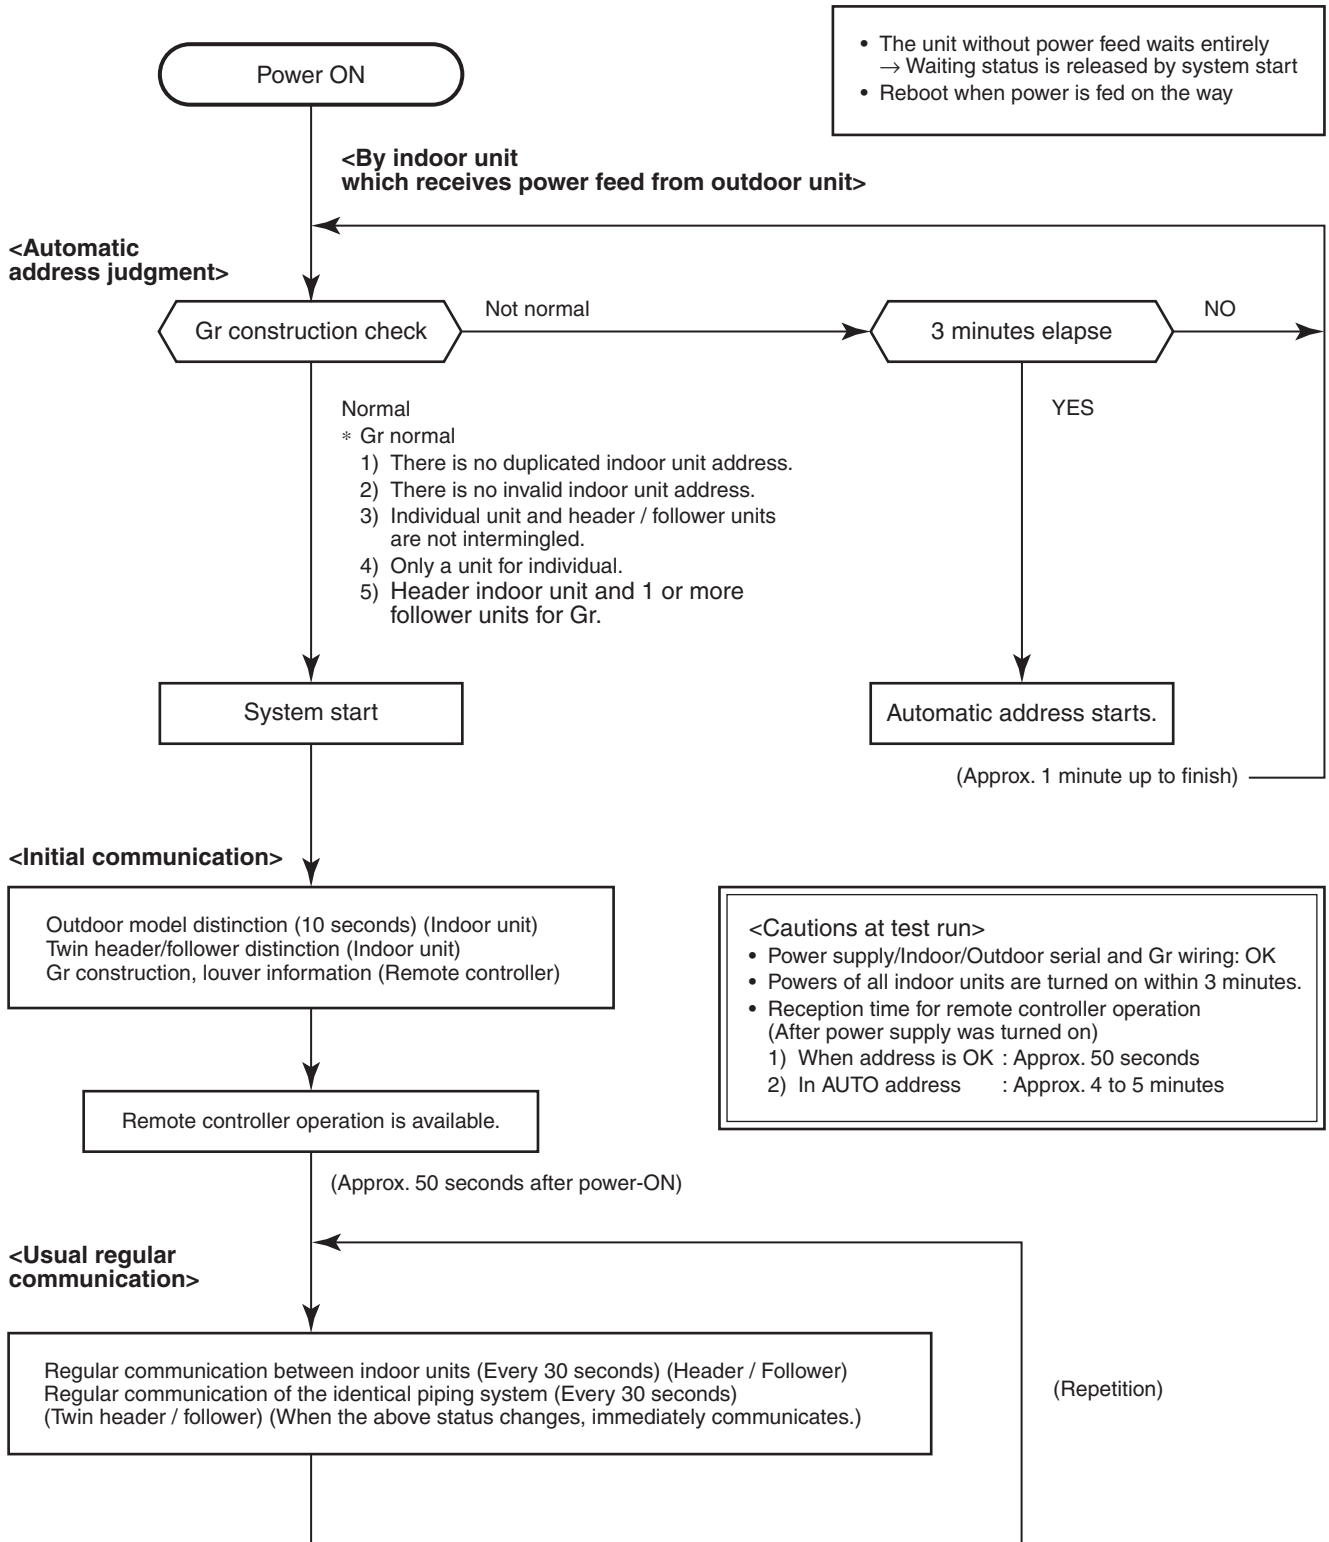 Power ON
• The unit without power feed waits entirely
→ Waiting status is released by system start
• Reboot when power is fed on the way
<By indoor unit
which receives power feed from outdoor unit>
<Automatic
address judgment>
Gr construction check
Not normal
3 minutes elapse
NO
YES
Normal
* Gr normal
1) There is no duplicated indoor unit address.
2) There is no invalid indoor unit address.
3) Individual unit and header / follower units
are not intermingled.
4) Only a unit for individual.
5) Header indoor unit and 1 or more
follower units for Gr.
System start
Automatic address starts.
(Approx. 1 minute up to finish)
<Initial communication>
Outdoor model distinction (10 seconds) (Indoor unit)
Twin header/follower distinction (Indoor unit)
Gr construction, louver information (Remote controller)
<Cautions at test run>
• Power supply/Indoor/Outdoor serial and Gr wiring: OK
• Powers of all indoor units are turned on within 3 minutes.
• Reception time for remote controller operation
(After power supply was turned on)
1) When address is OK : Approx. 50 seconds
2) In AUTO address : Approx. 4 to 5 minutes
Remote controller operation is available.
(Approx. 50 seconds after power-ON)
<Usual regular
communication>
Regular communication between indoor units (Every 30 seconds) (Header / Follower)
Regular communication of the identical piping system (Every 30 seconds)
(Twin header / follower) (When the above status changes, immediately communicates.)
(Repetition)